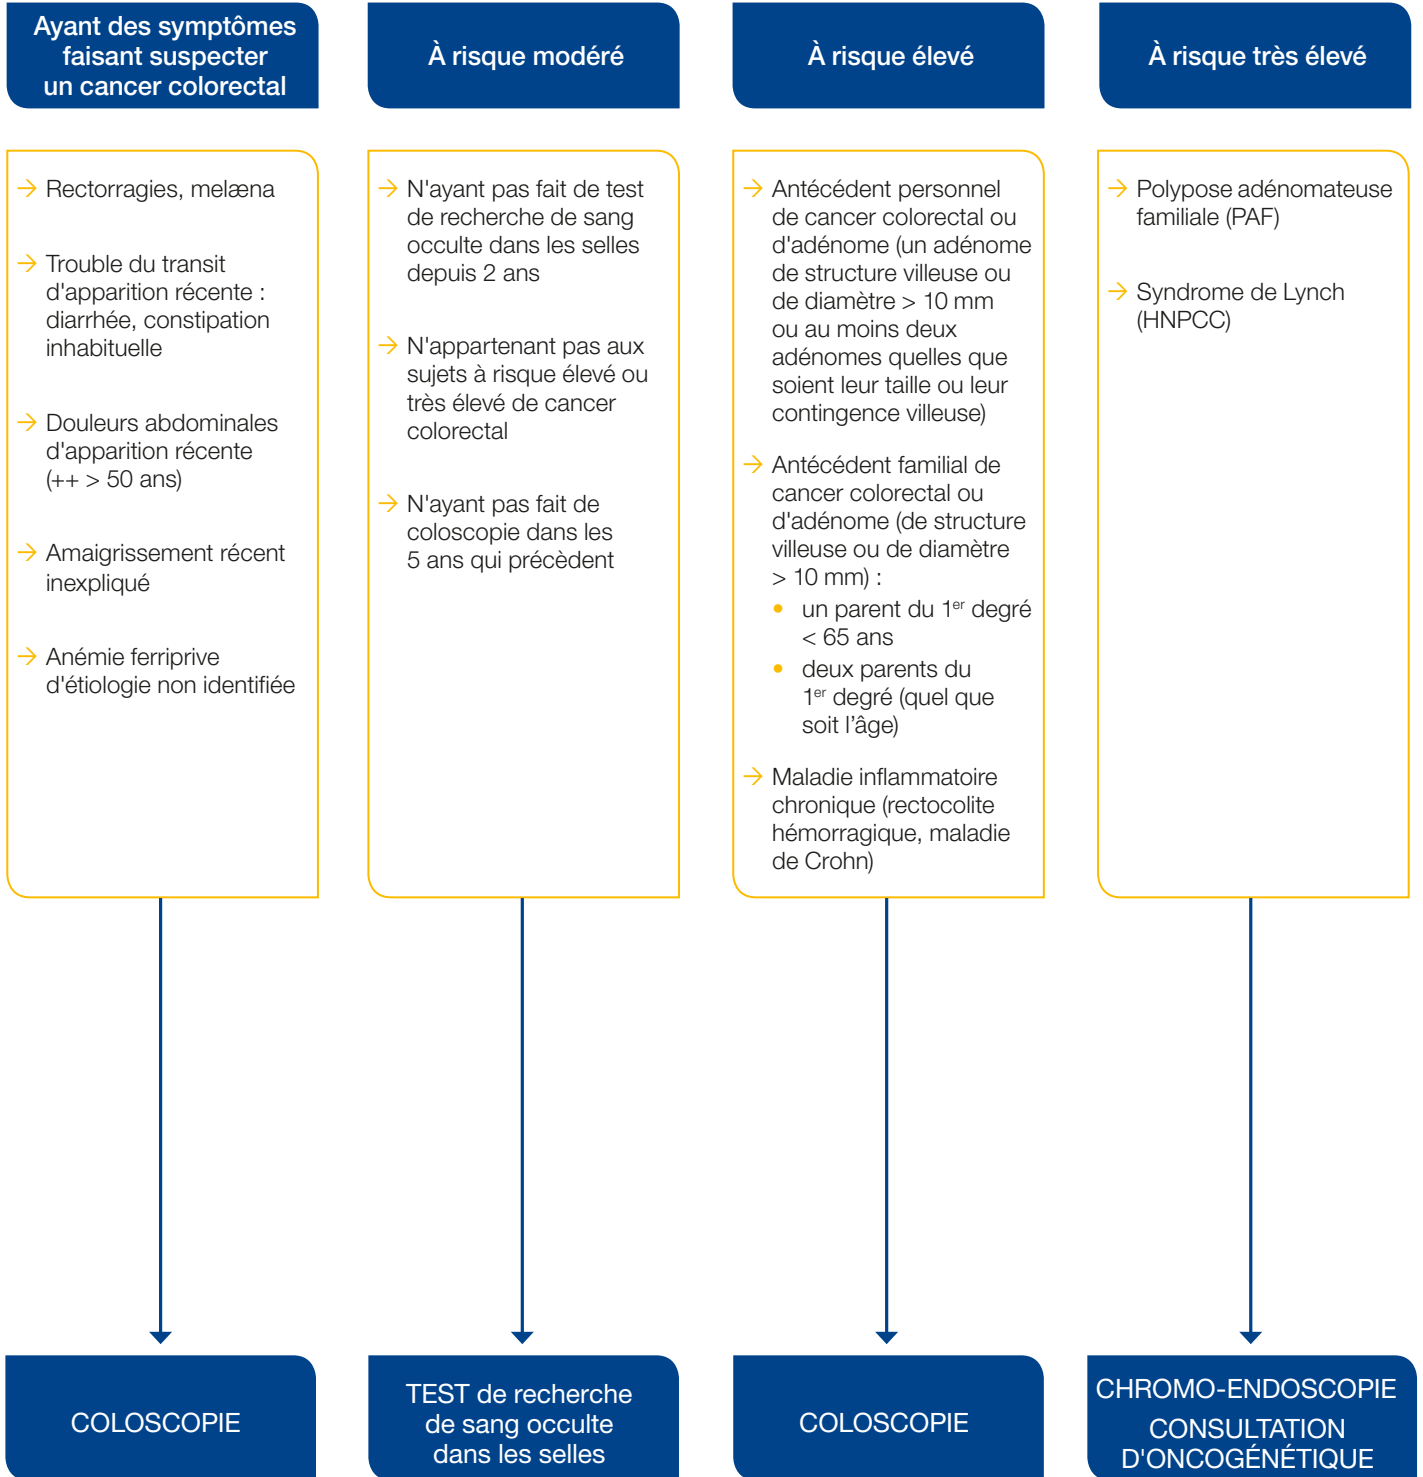 Ayant des symptômes
faisant suspecter
un cancer colorectal
À risque modéré
À risque élevé
À risque très élevé
→ Rectorragies, melæna
→ Trouble du transit
d'apparition récente :
diarrhée, constipation
inhabituelle
→ Douleurs abdominales
d'apparition récente
(++ > 50 ans)
→ Amaigrissement récent
inexpliqué
→ Anémie ferriprive
d'étiologie non identifiée
→ N'ayant pas fait de test
de recherche de sang
occulte dans les selles
depuis 2 ans
→ N'appartenant pas aux
sujets à risque élevé ou
très élevé de cancer
colorectal
→ N'ayant pas fait de
coloscopie dans les
5 ans qui précèdent
→ Antécédent personnel
de cancer colorectal ou
d'adénome (un adénome
de structure villeuse ou
de diamètre > 10 mm
ou au moins deux
adénomes quelles que
soient leur taille ou leur
contingence villeuse)
→ Antécédent familial de
cancer colorectal ou
d'adénome (de structure
villeuse ou de diamètre
> 10 mm) :
• un parent du 1er degré
< 65 ans
• deux parents du
1er degré (quel que
soit l’âge)
→ Maladie inflammatoire
chronique (rectocolite
hémorragique, maladie
de Crohn)
→ Polypose adénomateuse
familiale (PAF)
→ Syndrome de Lynch
(HNPCC)
COLOSCOPIE
TEST de recherche
de sang occulte
dans les selles
COLOSCOPIE
CHROMO-ENDOSCOPIE
CONSULTATION
D'ONCOGÉNÉTIQUE